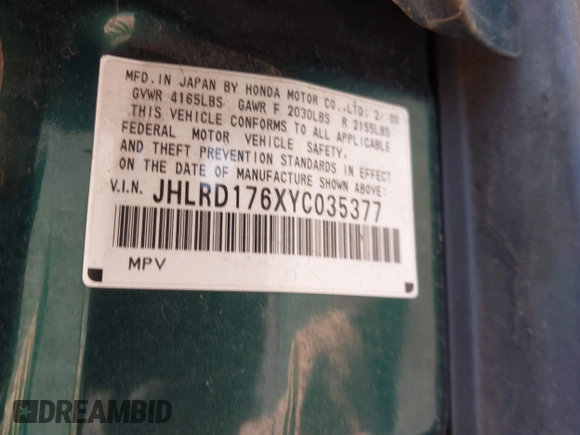 MFD. IN JAPAN BY HONDA MOTOR CO., LTD; 2/00
GVWR 4165LBS GAWR F 2030LBS R 2155LBS
THIS VEHICLE CONFORMS TO ALL APPLICABLE
FEDERAL MOTOR VEHICLE SAFETY,
AND THEFT PREVENTION STANDARDS IN EFFECT
ON THE DATE OF MANUFACTURE SHOWN ABOVE:
V.I.N. JHLRD176XYC035377
MPV
DREAMBID